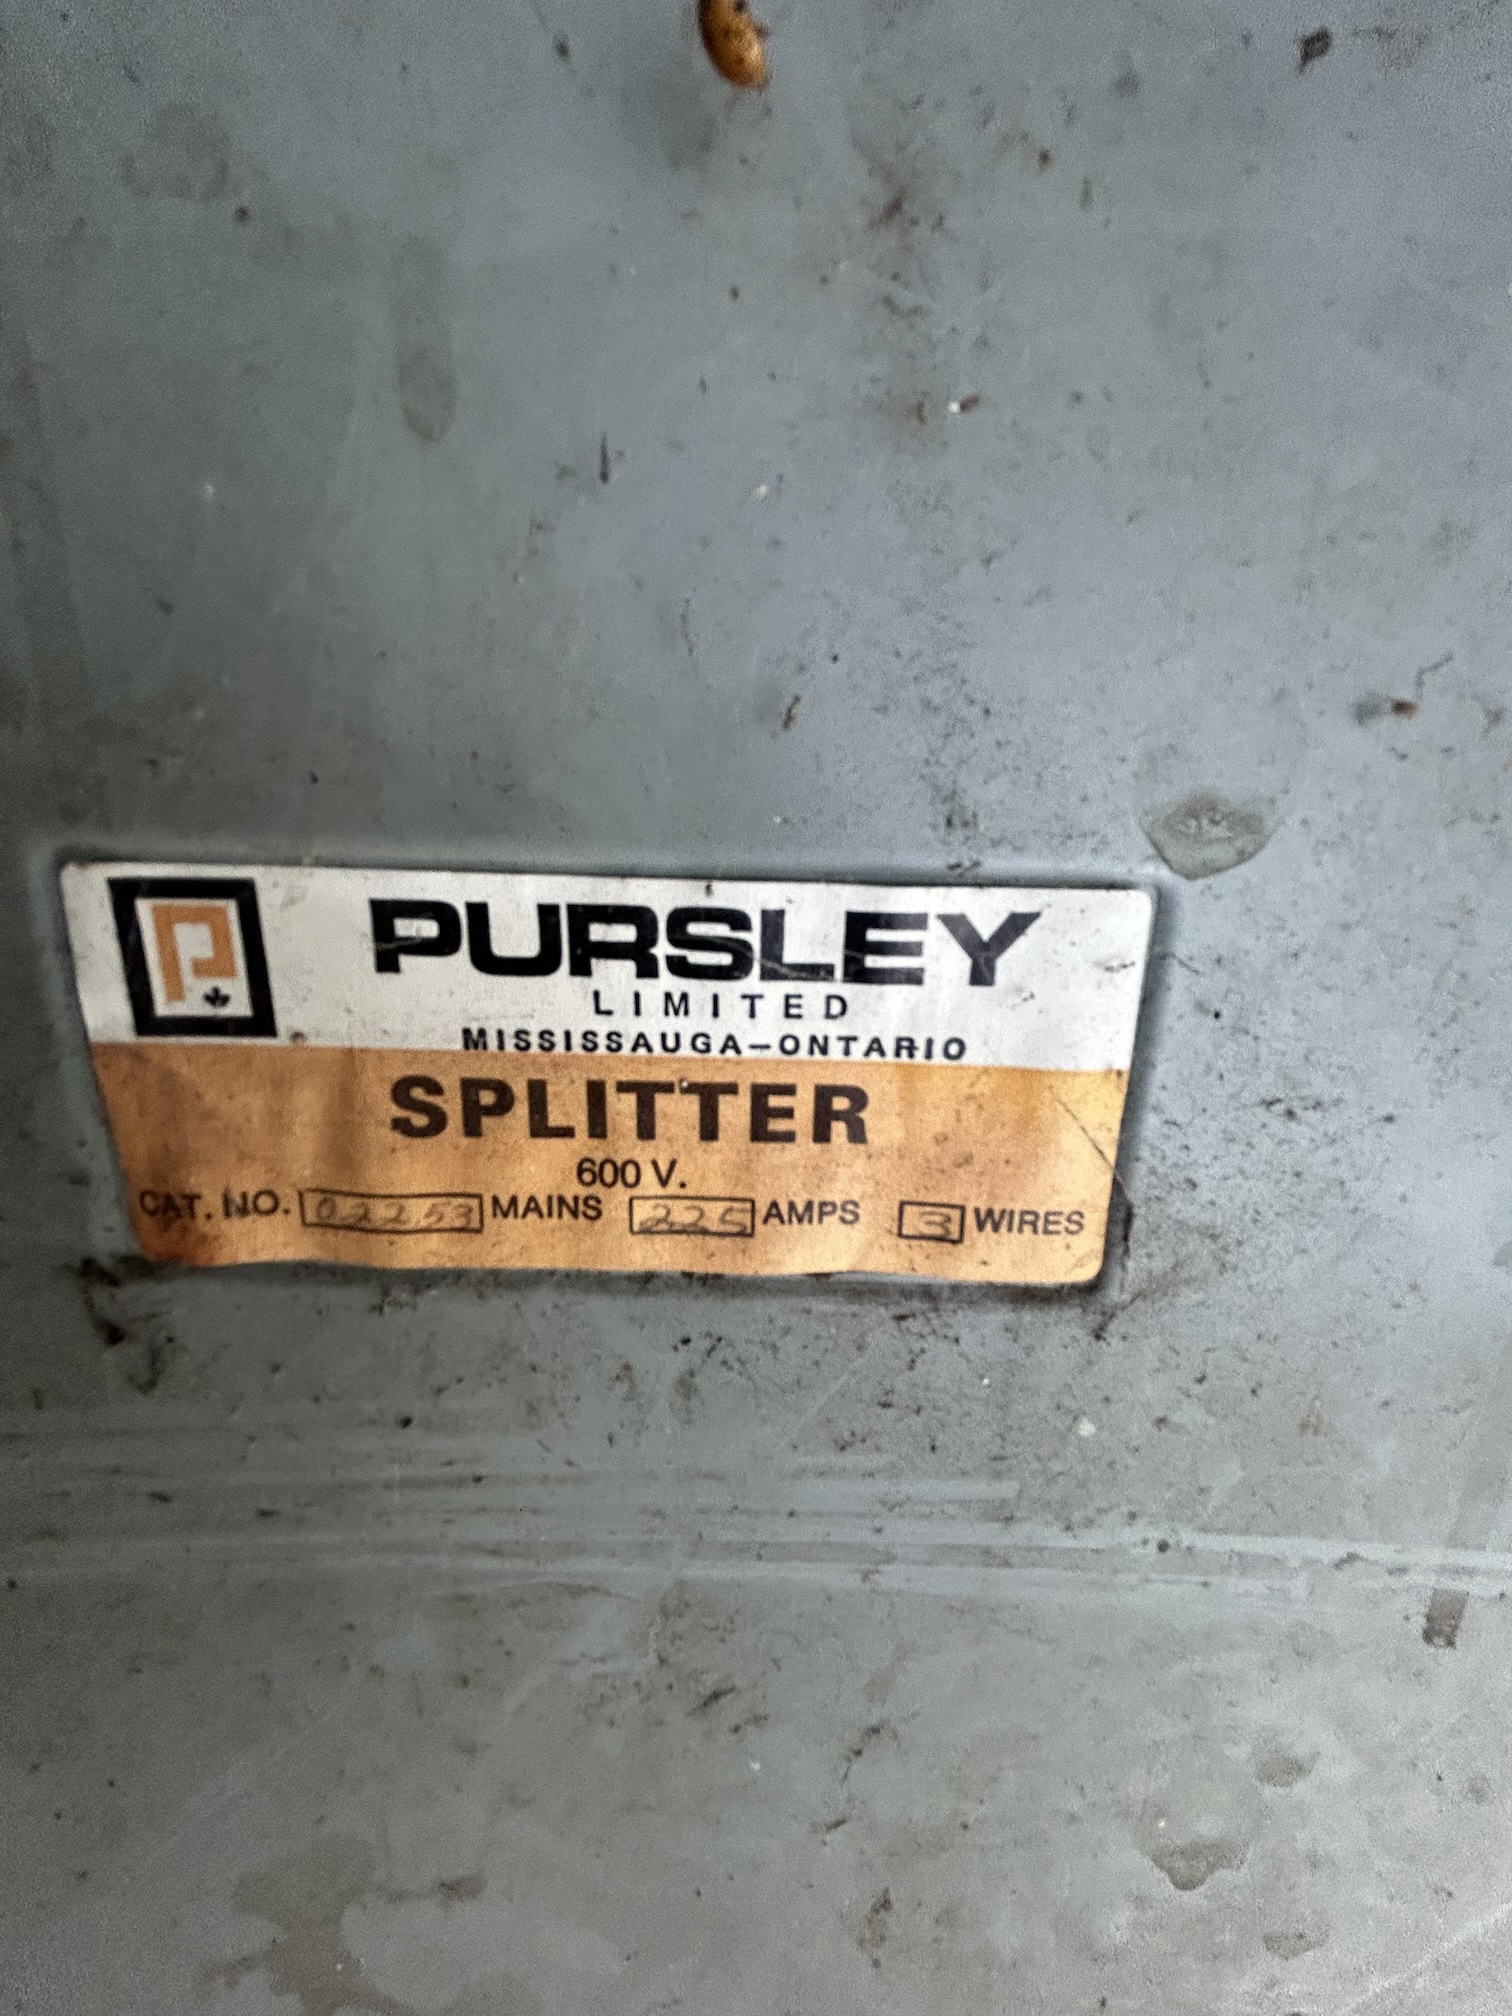 PURSLEY
LIMITED
MISSISSAUGA-ONTARIO
SPLITTER
600 V.
CAT. NO. 02253 MAINS 225 AMPS 3 WIRES